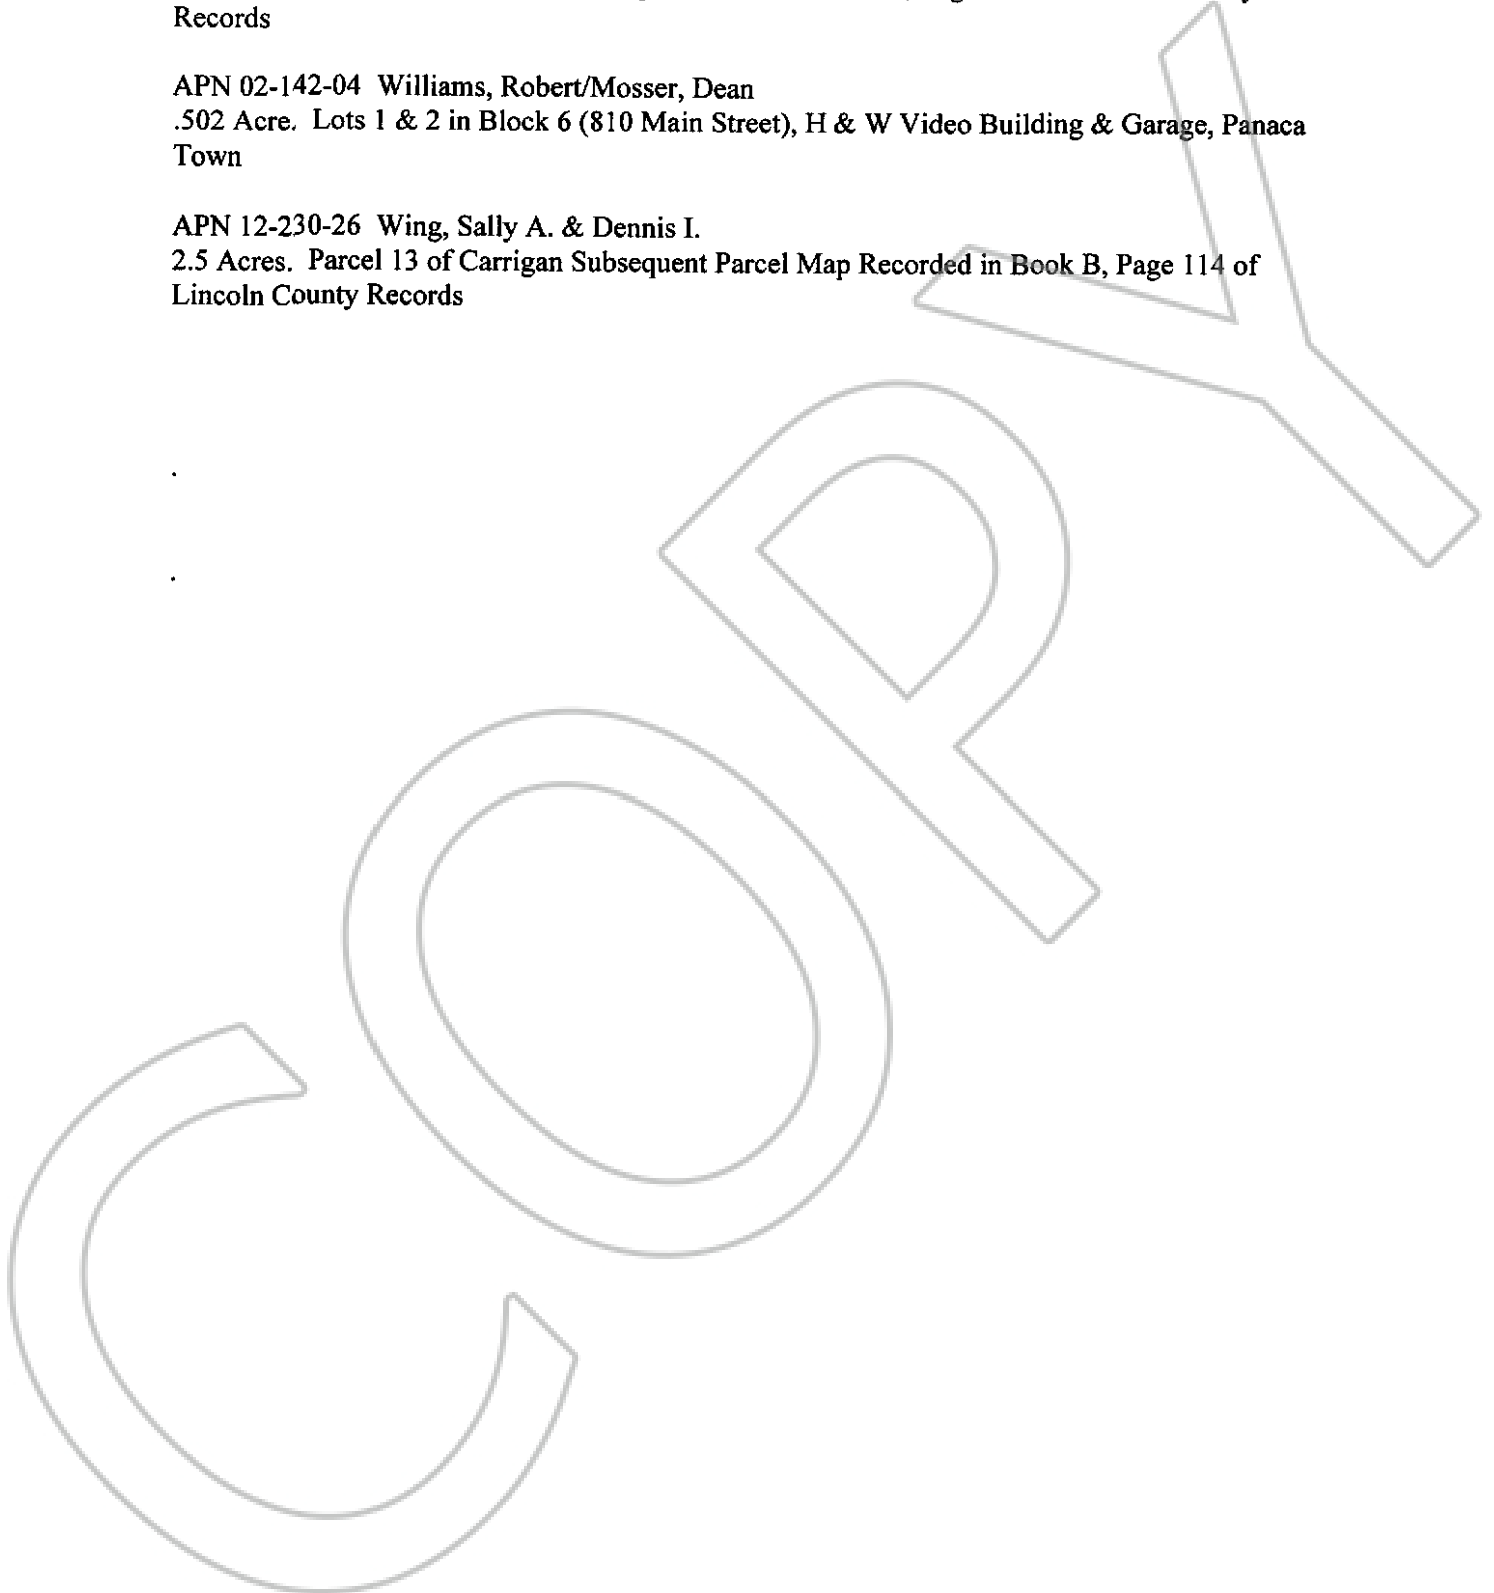 Records
APN 02-142-04 Williams, Robert/Mosser, Dean
.502 Acre. Lots 1 & 2 in Block 6 (810 Main Street), H & W Video Building & Garage, Panaca
Town
APN 12-230-26 Wing, Sally A. & Dennis I.
2.5 Acres. Parcel 13 of Carrigan Subsequent Parcel Map Recorded in Book B, Page 114 of
Lincoln County Records
COPY